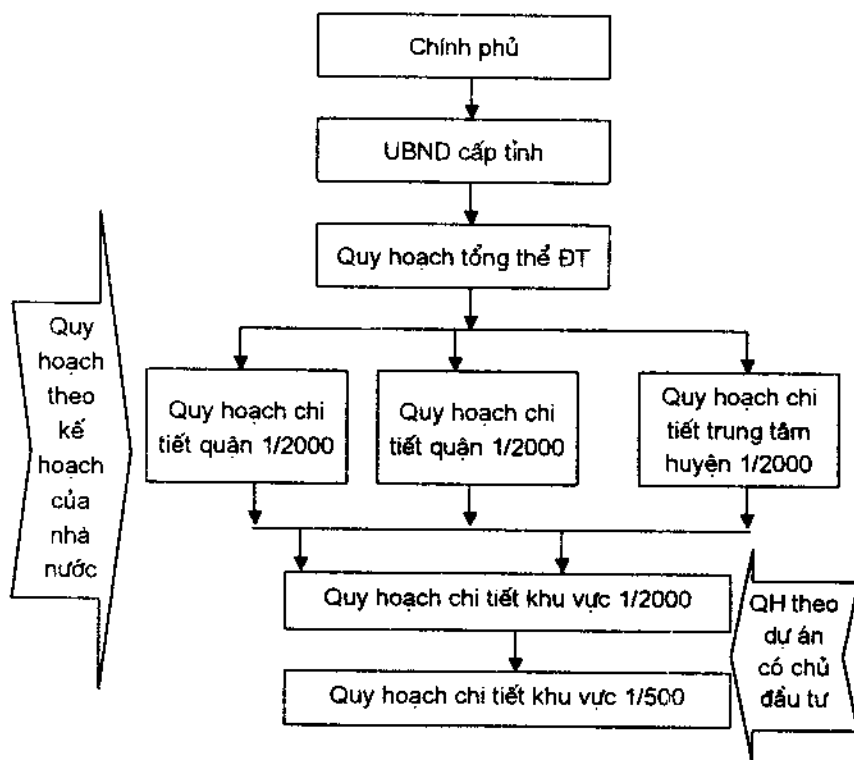 Chính phủ
UBND cấp tỉnh
Quy hoạch tổng thể ĐT
Quy
hoạch
theo
kế
hoạch
của
nhà
nước
Quy hoạch chi
tiết quận 1/2000
Quy hoạch chi
tiết quận 1/2000
Quy hoạch chi
tiết trung tâm
huyện 1/2000
Quy hoạch chi tiết khu vực 1/2000
Quy hoạch chi tiết khu vực 1/500
QH theo
dự án
có chủ
đầu tư